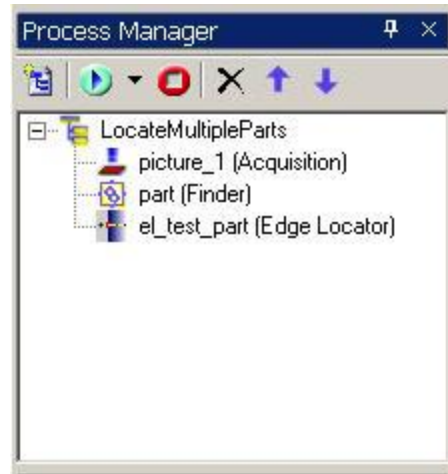 Process Manager
LocateMultipleParts
picture_1 (Acquisition)
part (Finder)
el_test_part (Edge Locator)